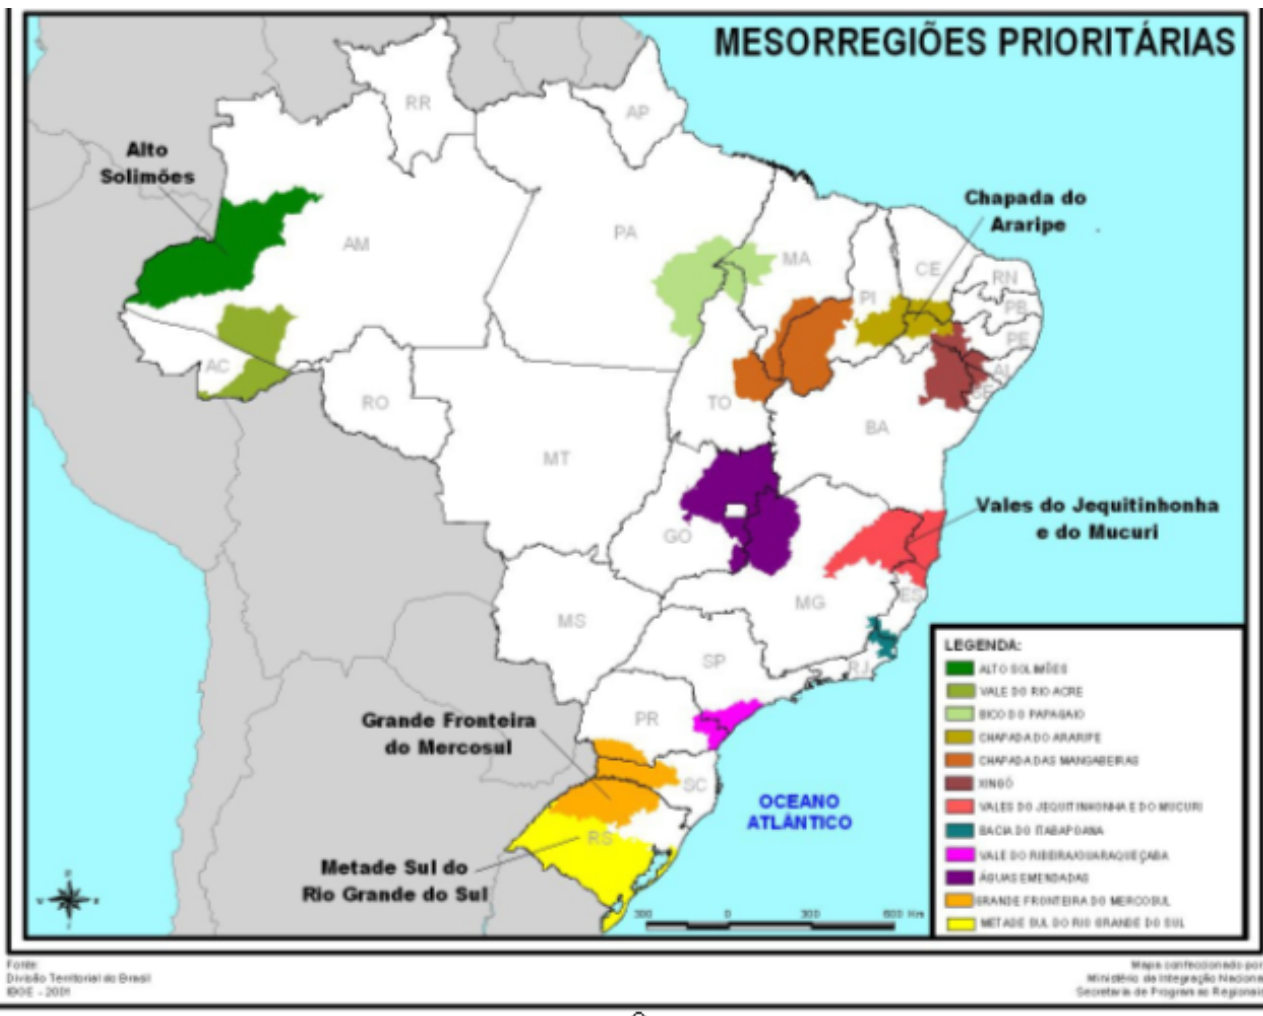 MESORREGIÕES PRIORITÁRIAS
RR
AP
Alto
Solimões
AM
PA
MA
Chapada do
Araripe
CE
RN
PB
PI
PE
AL
SE
AC
RO
TO
BA
MT
Vales do Jequitinhonha
e do Mucuri
GO
MG
ES
MS
SP
RJ
PR
Grande Fronteira
do Mercosul
SC
OCEANO
ATLÂNTICO
RS
Metade Sul do
Rio Grande do Sul
LEGENDA:
ALTO SOLIMÕES
VALE DO RIO ACRE
BICO DO PAPAGAIO
CHAPADA DO ARARIPE
CHAPADA DAS MANGABEIRAS
XINGÓ
VALES DO JEQUITINHONHA E DO MUCURI
BACIA DO ITABAPOANA
VALE DO RIBEIRA/GUARAQUEÇABA
ÁGUAS EMENDADAS
GRANDE FRONTEIRA DO MERCOSUL
METADE SUL DO RIO GRANDE DO SUL
300 0 300 600 Km
Fonte:
Divisão Territorial do Brasil
IBGE - 2001
Mapa confeccionado por
Ministério da Integração Naciona
Secretaria de Programas Regionais